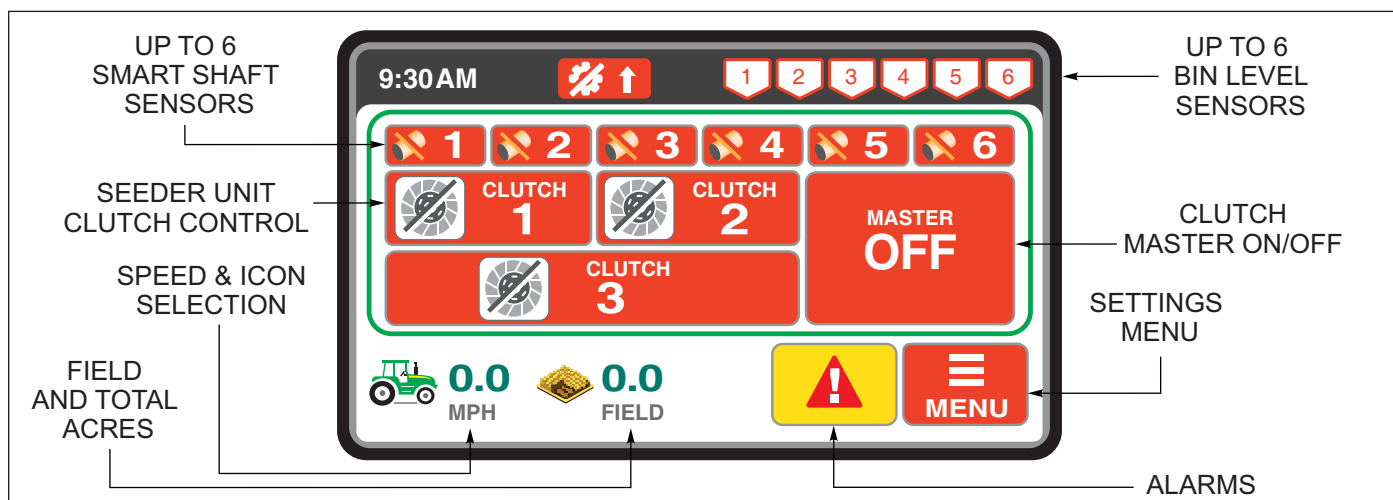 UP TO 6
SMART SHAFT
SENSORS
SEEDER UNIT
CLUTCH CONTROL
SPEED & ICON
SELECTION
FIELD
AND TOTAL
ACRES
9:30 AM
1 2 3 4 5 6
1 2 3 4 5 6
CLUTCH
1
CLUTCH
2
CLUTCH
3
MASTER
OFF
0.0
MPH
0.0
FIELD
MENU
UP TO 6
BIN LEVEL
SENSORS
CLUTCH
MASTER ON/OFF
SETTINGS
MENU
ALARMS